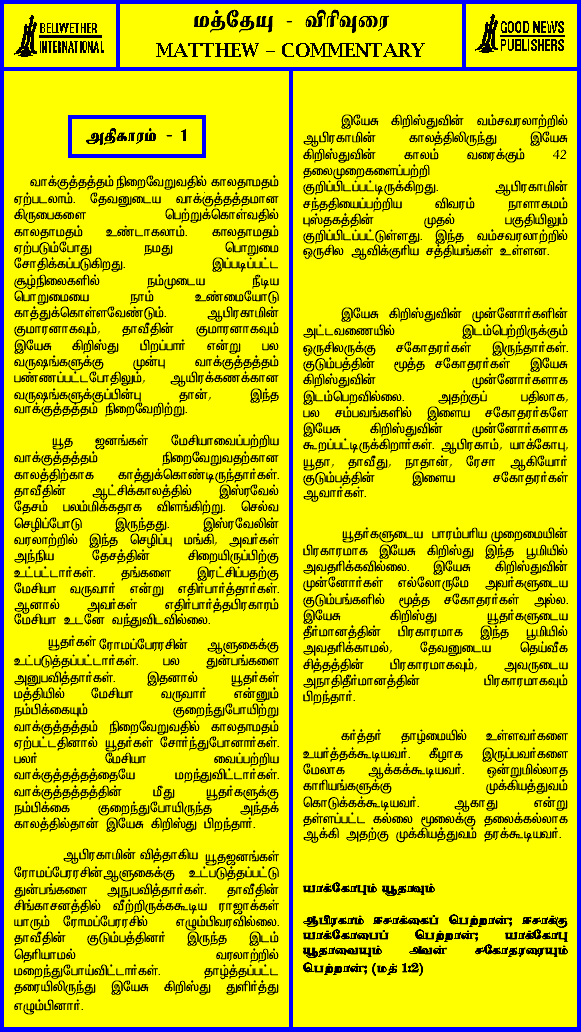 BELIWETHER
INTERNATIONAL
மத்தேயு - விரிவுரை
MATTHEW – COMMENTARY
GOOD NEWS
PUBLISHERS
அதிகாரம் - 1
வாக்குத்தத்தம் நிறைவேறுவதில் காலதாமதம்
ஏற்படலாம். தேவனுடைய வாக்குத்தத்தமான
கிருபைகளை பெற்றுக்கொள்வதில்
காலதாமதம் உண்டாகலாம். காலதாமதம்
ஏற்படும்போது நமது பொறுமை
சோதிக்கப்படுகிறது. இப்படிப்பட்ட
சூழ்நிலைகளில் நம்முடைய நீடிய
பொறுமையை நாம் உண்மையோடு
காத்துக்கொள்ளவேண்டும். ஆபிரகாமின்
குமாரனாகவும், தாவீதின் குமாரனாகவும்
இயேசு கிறிஸ்து பிறப்பார் என்று பல
வருஷங்களுக்கு முன்பு வாக்குத்தத்தம்
பண்ணப்பட்டபோதிலும், ஆயிரக்கணக்கான
வருஷங்களுக்குப்பின்பு தான், இந்த
வாக்குத்தத்தம் நிறைவேறிற்று.
யூத ஜனங்கள் மேசியாவைப்பற்றிய
வாக்குத்தத்தம் நிறைவேறுவதற்கான
காலத்திற்காக காத்துக்கொண்டிருந்தார்கள்.
தாவீதின் ஆட்சிக்காலத்தில் இஸ்ரவேல்
தேசம் பலம்மிக்கதாக விளங்கிற்று. செல்வ
செழிப்போடு இருந்தது. இஸ்ரவேலின்
வரலாற்றில் இந்த செழிப்பு மங்கி, அவர்கள்
அந்நிய தேசத்தின் சிறையிருப்பிற்கு
உட்பட்டார்கள். தங்களை இரட்சிப்பதற்கு
மேசியா வருவார் என்று எதிர்பார்த்தார்கள்.
ஆனால் அவர்கள் எதிர்பார்த்தபிரகாரம்
மேசியா உடனே வந்துவிடவில்லை.
யூதர்கள் ரோமப்பேரரசின் ஆளுகைக்கு
உட்படுத்தப்பட்டார்கள். பல துன்பங்களை
அனுபவித்தார்கள். இதனால் யூதர்கள்
மத்தியில் மேசியா வருவார் என்னும்
நம்பிக்கையும் குறைந்துபோயிற்று
வாக்குத்தத்தம் நிறைவேறுவதில் காலதாமதம்
ஏற்பட்டதினால் யூதர்கள் சோர்ந்துபோனார்கள்.
பலர் மேசியா வைப்பற்றிய
வாக்குத்தத்தத்தையே மறந்துவிட்டார்கள்.
வாக்குத்தத்தத்தின் மீது யூதர்களுக்கு
நம்பிக்கை குறைந்துபோயிருந்த அந்தக்
காலத்தில்தான் இயேசு கிறிஸ்து பிறந்தார்.
ஆபிரகாமின் வித்தாகிய யூதஜனங்கள்
ரோமப்பேரரசின்ஆளுகைக்கு உட்படுத்தப்பட்டு
துன்பங்களை அநுபவித்தார்கள். தாவீதின்
சிங்காசனத்தில் வீற்றிருக்ககூடிய ராஜாக்கள்
யாரும் ரோமப்பேரரசில் எழும்பிவரவில்லை.
தாவீதின் குடும்பத்தினர் இருந்த இடம்
தெரியாமல் வரலாற்றில்
மறைந்துபோய்விட்டார்கள். தாழ்த்தப்பட்ட
தரையிலிருந்து இயேசு கிறிஸ்து துளிர்த்து
எழும்பினார்.
இயேசு கிறிஸ்துவின் வம்சவரலாற்றில்
ஆபிரகாமின் காலத்திலிருந்து இயேசு
கிறிஸ்துவின் காலம் வரைக்கும் 42
தலைமுறைகளைப்பற்றி
குறிப்பிடப்பட்டிருக்கிறது. ஆபிரகாமின்
சந்ததியைப்பற்றிய விவரம் நாளாகமம்
புஸ்தகத்தின் முதல் பகுதியிலும்
குறிப்பிடப்பட்டுள்ளது. இந்த வம்சவரலாற்றில்
ஒருசில ஆவிக்குரிய சத்தியங்கள் உள்ளன.
இயேசு கிறிஸ்துவின் முன்னோர்களின்
அட்டவணையில் இடம்பெற்றிருக்கும்
ஒருசிலருக்கு சகோதரர்கள் இருந்தார்கள்.
குடும்பத்தின் மூத்த சகோதரர்கள் இயேசு
கிறிஸ்துவின் முன்னோர்களாக
இடம்பெறவில்லை. அதற்குப் பதிலாக,
பல சம்பவங்களில் இளைய சகோதரர்களே
இயேசு கிறிஸ்துவின் முன்னோர்களாக
கூறப்பட்டிருக்கிறார்கள். ஆபிரகாம், யாக்கோபு,
யூதா, தாவீது, நாதான், ரேசா ஆகியோர்
குடும்பத்தின் இளைய சகோதரர்கள்
ஆவார்கள்.
யூதர்களுடைய பாரம்பரிய முறைமையின்
பிரகாரமாக இயேசு கிறிஸ்து இந்த பூமியில்
அவதரிக்கவில்லை. இயேசு கிறிஸ்துவின்
முன்னோர்கள் எல்லோருமே அவர்களுடைய
குடும்பங்களில் மூத்த சகோதரர்கள் அல்ல.
இயேசு கிறிஸ்து யூதர்களுடைய
தீர்மானத்தின் பிரகாரமாக இந்த பூமியில்
அவதரிக்காமல், தேவனுடைய தெய்வீக
சித்தத்தின் பிரகாரமாகவும், அவருடைய
அநாதிதீர்மானத்தின் பிரகாரமாகவும்
பிறந்தார்.
கர்த்தர் தாழ்மையில் உள்ளவர்களை
உயர்த்தக்கூடியவர். கீழாக இருப்பவர்களை
மேலாக ஆக்கக்கூடியவர். ஒன்றுமில்லாத
காரியங்களுக்கு முக்கியத்துவம்
கொடுக்கக்கூடியவர். ஆகாது என்று
தள்ளப்பட்ட கல்லை மூலைக்கு தலைக்கல்லாக
ஆக்கி அதற்கு முக்கியத்துவம் தரக்கூடியவர்.
யாக்கோபும் யூதாவும்
ஆபிரகாம் ஈசாக்கைப் பெற்றான்; ஈசாக்கு
யாக்கோபைப் பெற்றான்; யாக்கோபு
யூதாவையும் அவன் சகோதரரையும்
பெற்றான்; (மத் 1:2)